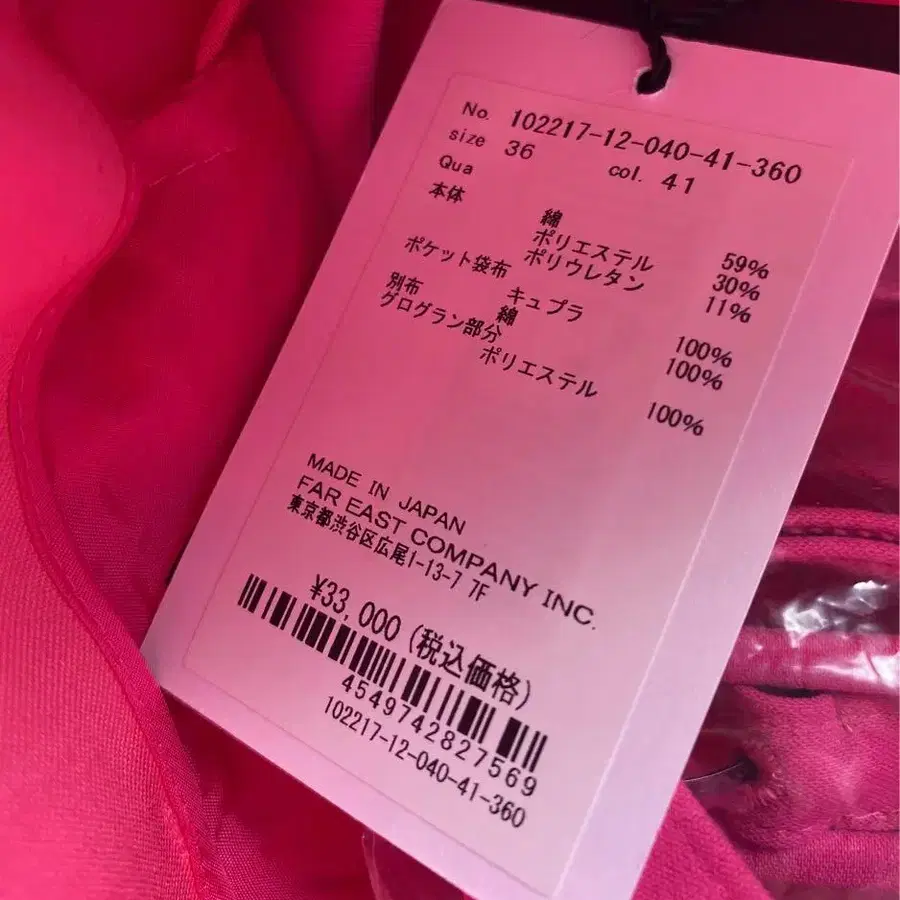 No. 102217-12-040-41-360
size 36 col. 41
Qua
本体
綿 59%
ポリエステル 30%
ポリウレタン 11%
ポケット袋布
キュプラ 100%
別布
綿 100%
グログラン部分
ポリエステル 100%
MADE IN JAPAN
FAR EAST COMPANY INC.
東京都渋谷区広尾1-13-7 7F
¥33,000 (税込価格)
4549742827569
102217-12-040-41-360